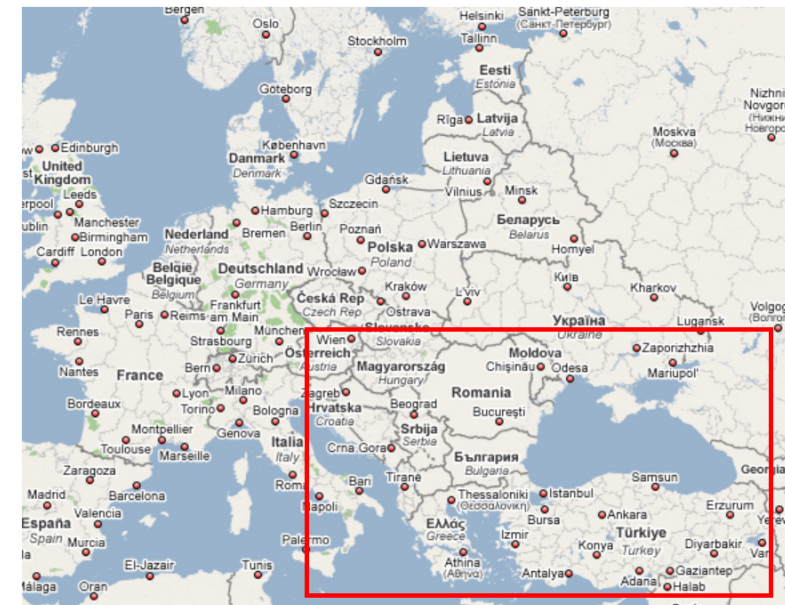 Bergen
Oslo
Stockholm
Helsinki
Sankt-Peterburg
(Санкт-Петербург)
Tallinn
Eesti
Estonia
Göteborg
Rīga
Latvija
Latvia
Nizhni
Novgoro
(Нижни
Новгоро
Moskva
(Москва)
Edinburgh
United
Kingdom
København
Danmark
Denmark
Lietuva
Lithuania
Vilnius
Minsk
Leeds
Gdańsk
Szczecin
Hamburg
Беларусь
Belarus
Manchester
Birmingham
Nederland
Netherlands
Bremen
Berlin
Poznań
Polska
Poland
Warszawa
Homyel
Cardiff
London
België
Belgique
Belgium
Deutschland
Germany
Wrocław
Kraków
L'viv
Київ
Kharkov
Le Havre
Paris
Reims
Frankfurt
am Main
Česká Rep
Czech Rep
Ostrava
Україна
Ukraine
Lugansk
Volgog
Rennes
Strasbourg
München
Wien
Slovensko
Slovakia
Nantes
France
Zürich
Bern
Österreich
Austria
Magyarország
Hungary
Moldova
Chişinău
Odesa
Zaporizhzhia
Mariupol'
Bordeaux
Lyon
Milano
Torino
Zagreb
Hrvatska
Croatia
Beograd
Romania
Bucureşti
Montpellier
Toulouse
Marseille
Genova
Bologna
Italia
Italy
Srbija
Serbia
Crna Gora
България
Bulgaria
Georgia
Zaragoza
Barcelona
Roma
Bari
Tiranë
Samsun
Madrid
Valencia
Napoli
Thessaloniki
(Θεσσαλονίκη)
Istanbul
Bursa
Ankara
Erzurum
Yerev
España
Spain
Murcia
Palermo
Ελλάς
Greece
Izmir
Türkiye
Turkey
Konya
Diyarbakir
Van
El-Jazair
Tunis
Athina
(Αθήνα)
Antalya
Adana
Gaziantep
Halab
Málaga
Oran